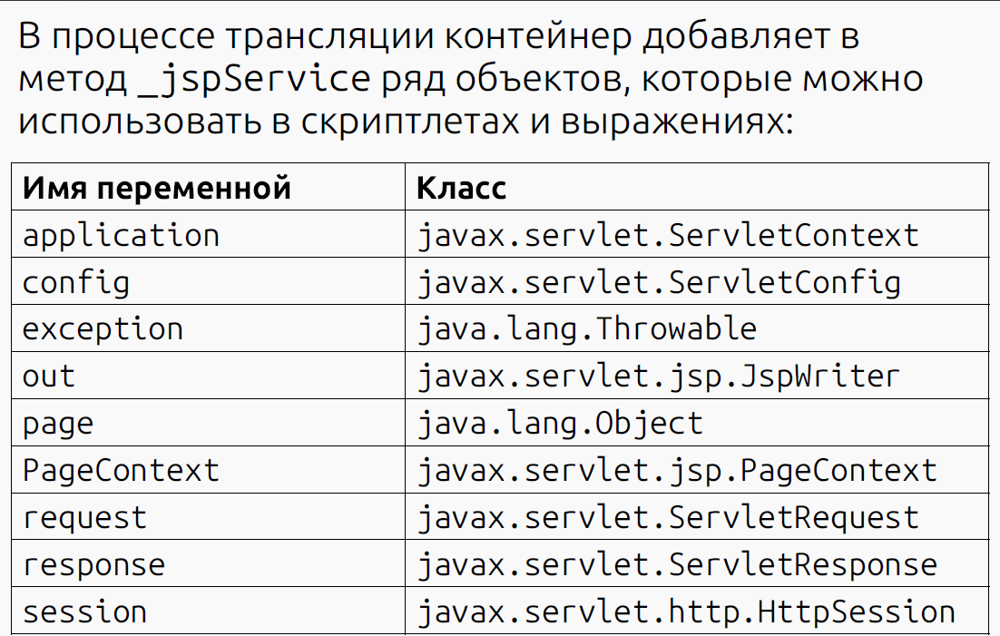 В процессе трансляции контейнер добавляет в
метод _jspService ряд объектов, которые можно
использовать в скриптлетах и выражениях:
Имя переменной Класс
application javax.servlet.ServletContext
config javax.servlet.ServletConfig
exception java.lang.Throwable
out javax.servlet.jsp.JspWriter
page java.lang.Object
PageContext javax.servlet.jsp.PageContext
request javax.servlet.ServletRequest
response javax.servlet.ServletResponse
session javax.servlet.http.HttpSession